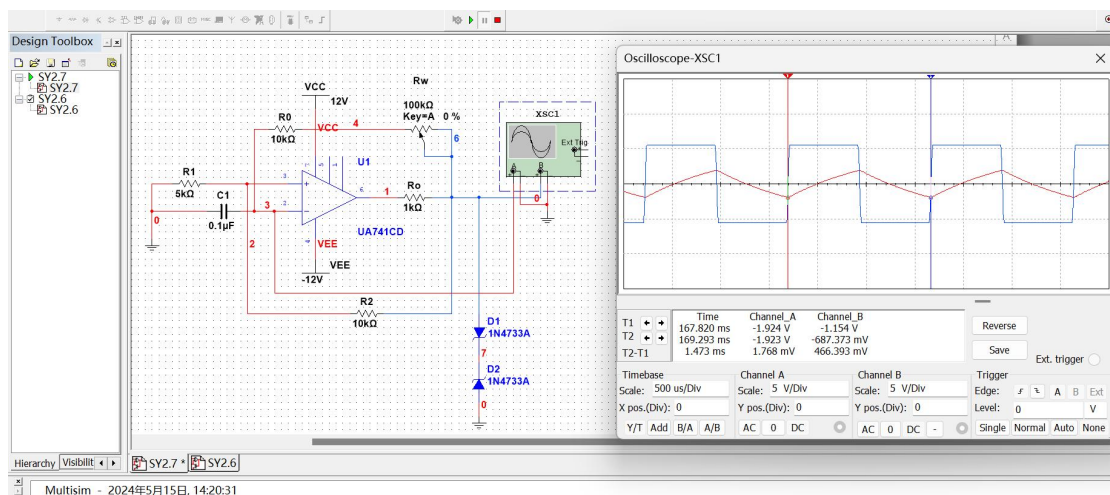 Design Toolbox
SY2.7
SY2.7
SY2.6
SY2.6
VCC
12V
Rw
100kΩ
Key=A 0 %
R0
10kΩ
VCC
4
6
XSC1
Ext Trig
A
B
R1
5kΩ
C1
0.1µF
3
U1
3
2
7
5
1
6
4
UA741CD
1
Ro
1kΩ
0
0
2
VEE
VEE
-12V
R2
10kΩ
D1
1N4733A
7
D2
1N4733A
0
Oscilloscope-XSC1
T1
T2
T2-T1
Time Channel_A Channel_B
167.820 ms -1.924 V -1.154 V
169.293 ms -1.923 V -687.373 mV
1.473 ms 1.768 mV 466.393 mV
Reverse
Save
Ext. trigger
Timebase
Scale: 500 us/Div
X pos.(Div): 0
Y/T Add B/A A/B
Channel A
Scale: 5 V/Div
Y pos.(Div): 0
AC 0 DC
Channel B
Scale: 5 V/Div
Y pos.(Div): 0
AC 0 DC -
Trigger
Edge: A B Ext
Level: 0 V
Single Normal Auto None
Hierarchy Visibilit
SY2.7 * SY2.6
Multisim - 2024年5月15日, 14:20:31